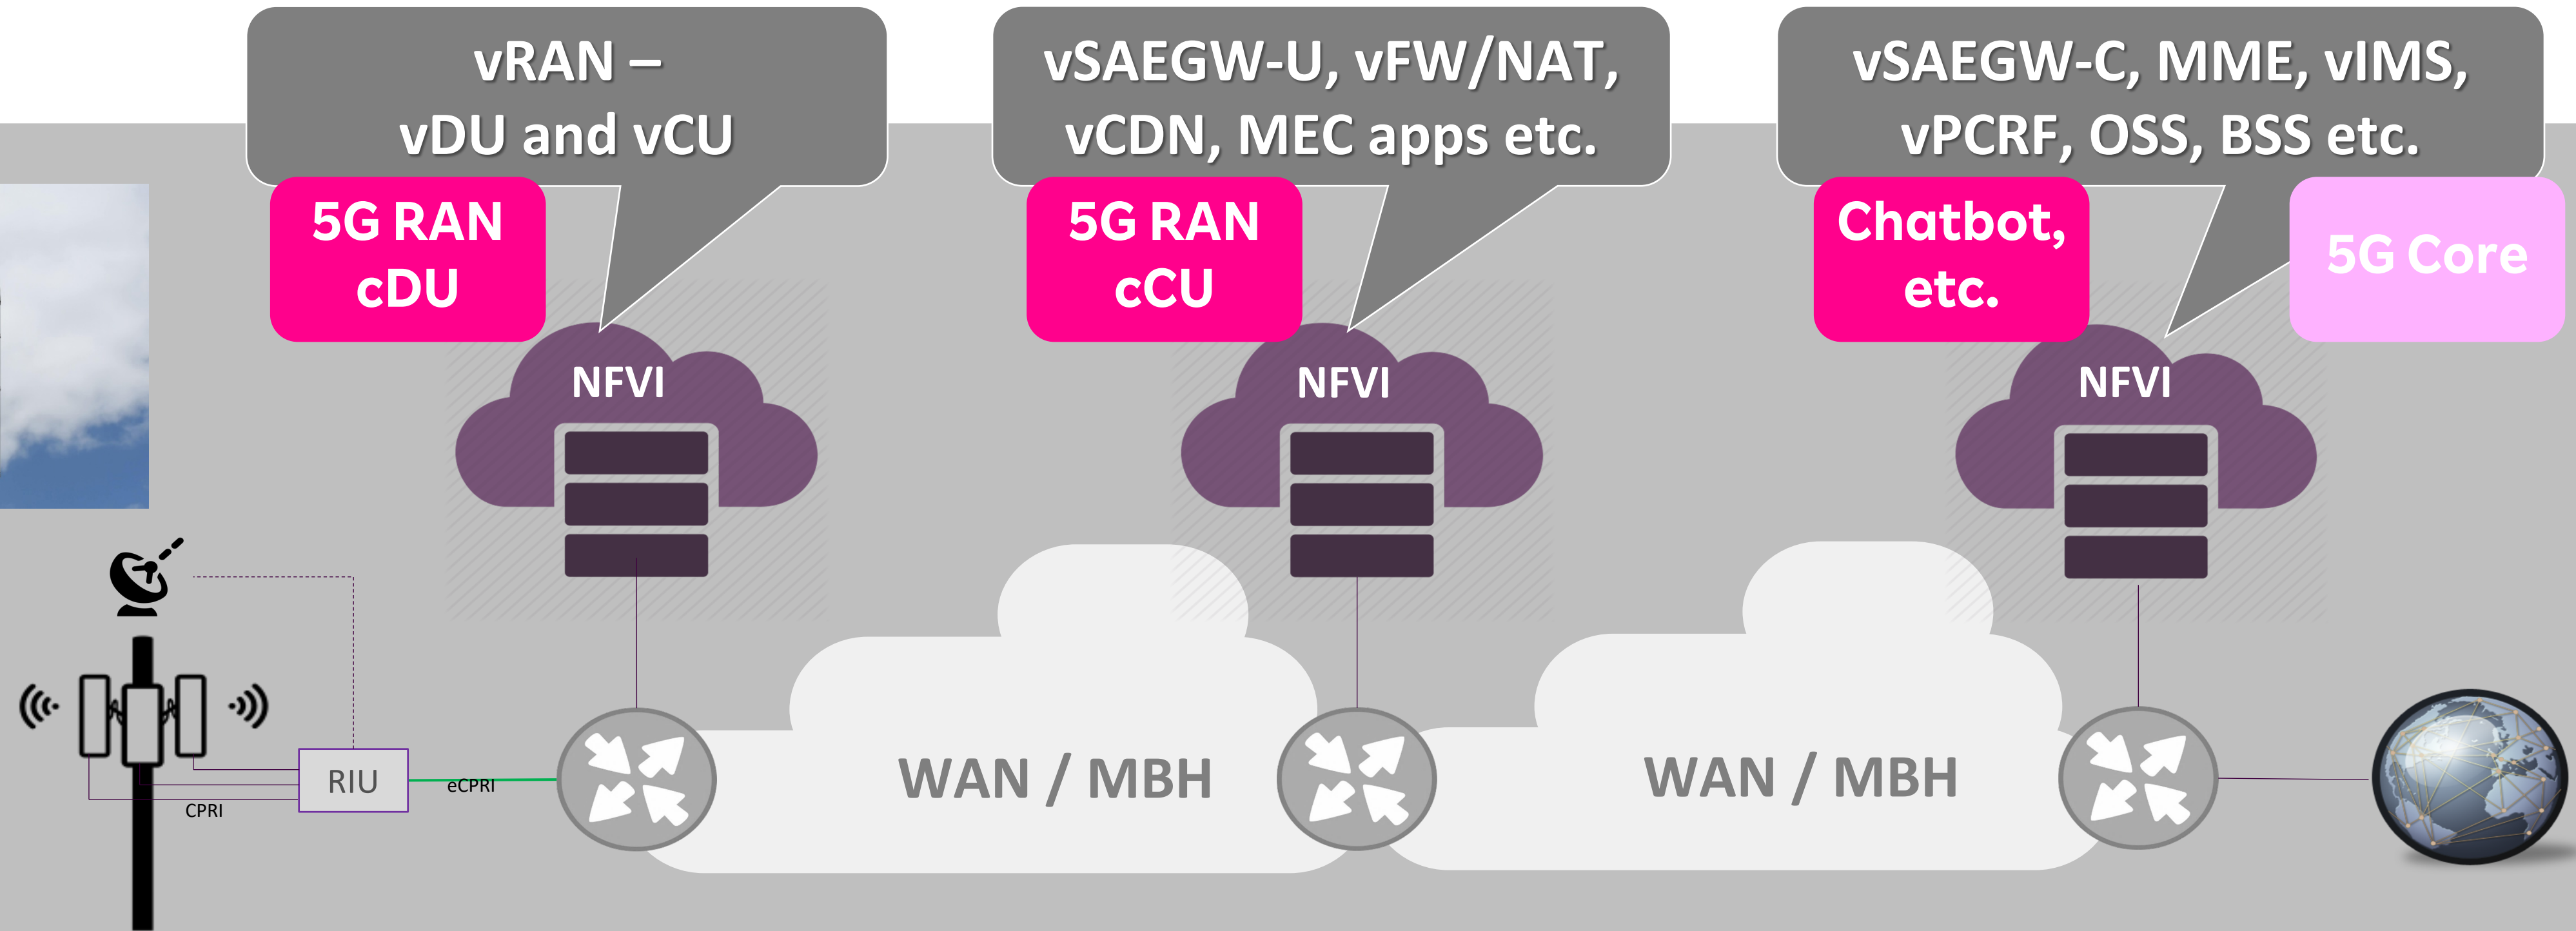 vRAN –
vDU and vCU
vSAEGW-U, vFW/NAT,
vCDN, MEC apps etc.
vSAEGW-C, MME, vIMS,
vPCRF, OSS, BSS etc.
5G RAN
cDU
5G RAN
cCU
Chatbot,
etc.
5G Core
NFVI
NFVI
NFVI
RIU
eCPRI
CPRI
WAN / MBH
WAN / MBH